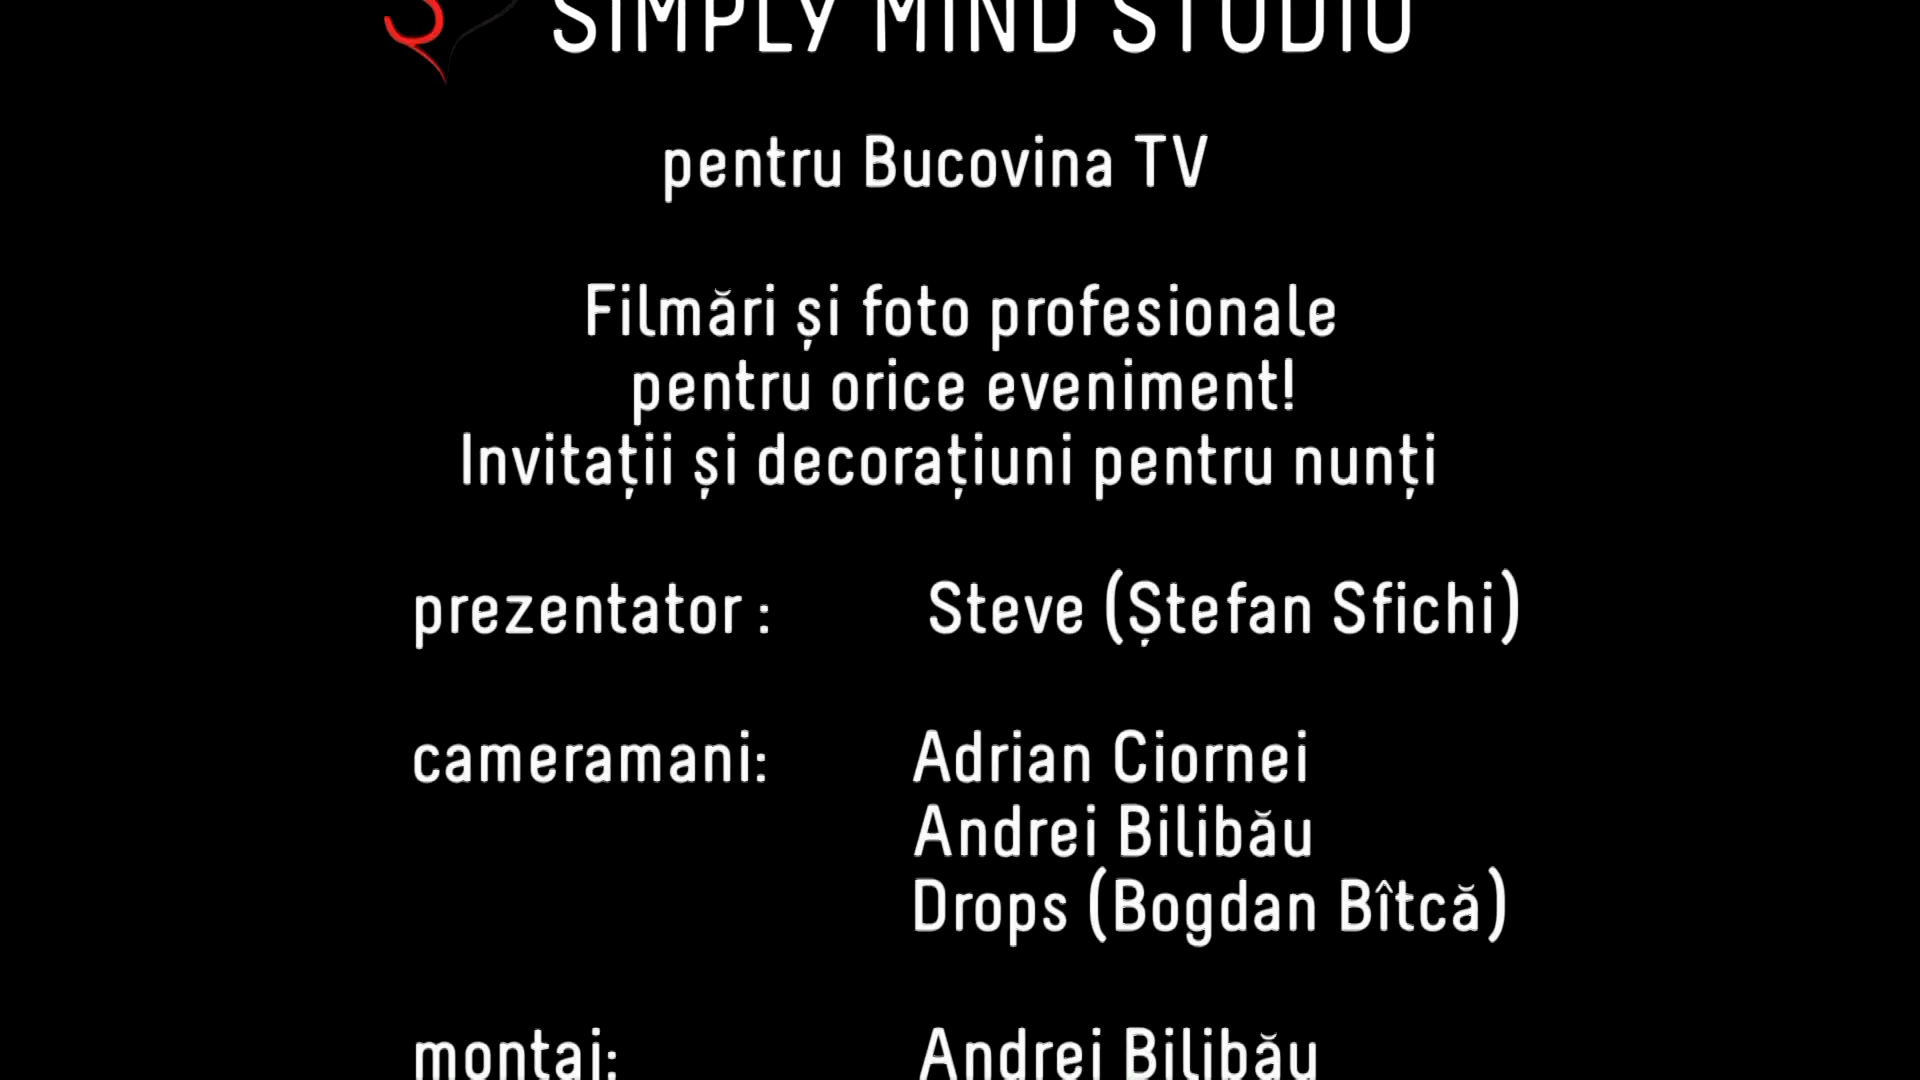 SIMPLY MIND STUDIO
pentru Bucovina TV
Filmări și foto profesionale
pentru orice eveniment!
Invitații și decorațiuni pentru nunți
prezentator : Steve (Ștefan Sfichi)
cameramani: Adrian Ciornei
Andrei Bilibău
Drops (Bogdan Bîtcă)
montaj: Andrei Bilibău